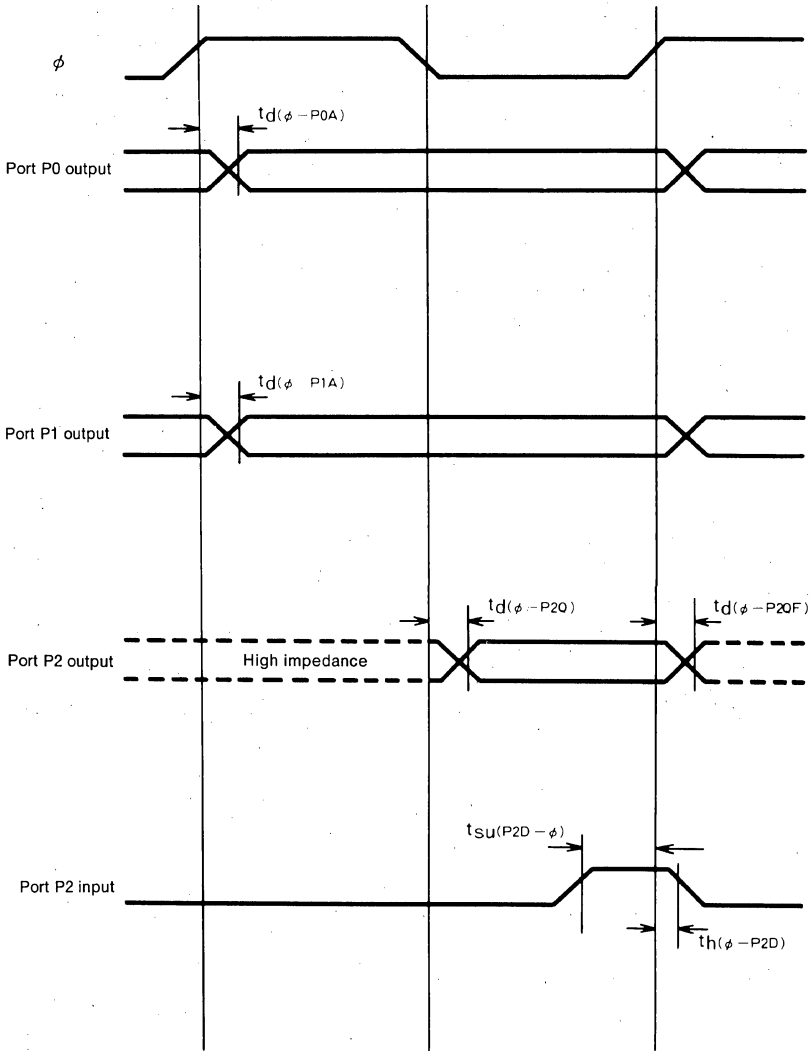 φ
td(φ-P0A)
Port P0 output
td(φ P1A)
Port P1 output
td(φ-P2Q) td(φ-P2QF)
Port P2 output High impedance
tsu(P2D-φ)
Port P2 input
th(φ-P2D)